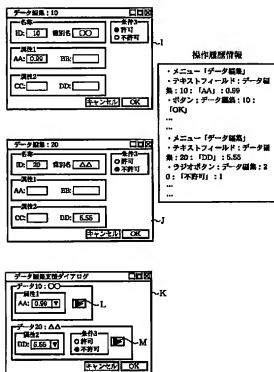 データ編集：10
名称
条件3
ID: 10 種別名 〇〇
許可
不許可
属性1
AA: 0.99 BB:
属性2
CC: DD:
キャンセル OK
I
データ編集：20
名称
条件3
ID: 20 種別名 △△
許可
不許可
属性1
AA: BB:
属性2
CC: DD: 5.55
キャンセル OK
J
操作履歴情報
・メニュー「データ編集」
・テキストフィールド：データ編
集：10：「AA」：0.99
・ボタン：データ編集：10：
「OK」
…
…
・メニュー「データ編集」
・テキストフィールド：データ編
集：20：「DD」：5.55
・ラジオボタン：データ編集：2
0：「不許可」：1
…
…
データ編集支援ダイアログ
K
データ10：〇〇
属性1
AA: 0.99
L
データ20：△△
属性2
条件3
DD: 5.55
許可
不許可
M
キャンセル OK